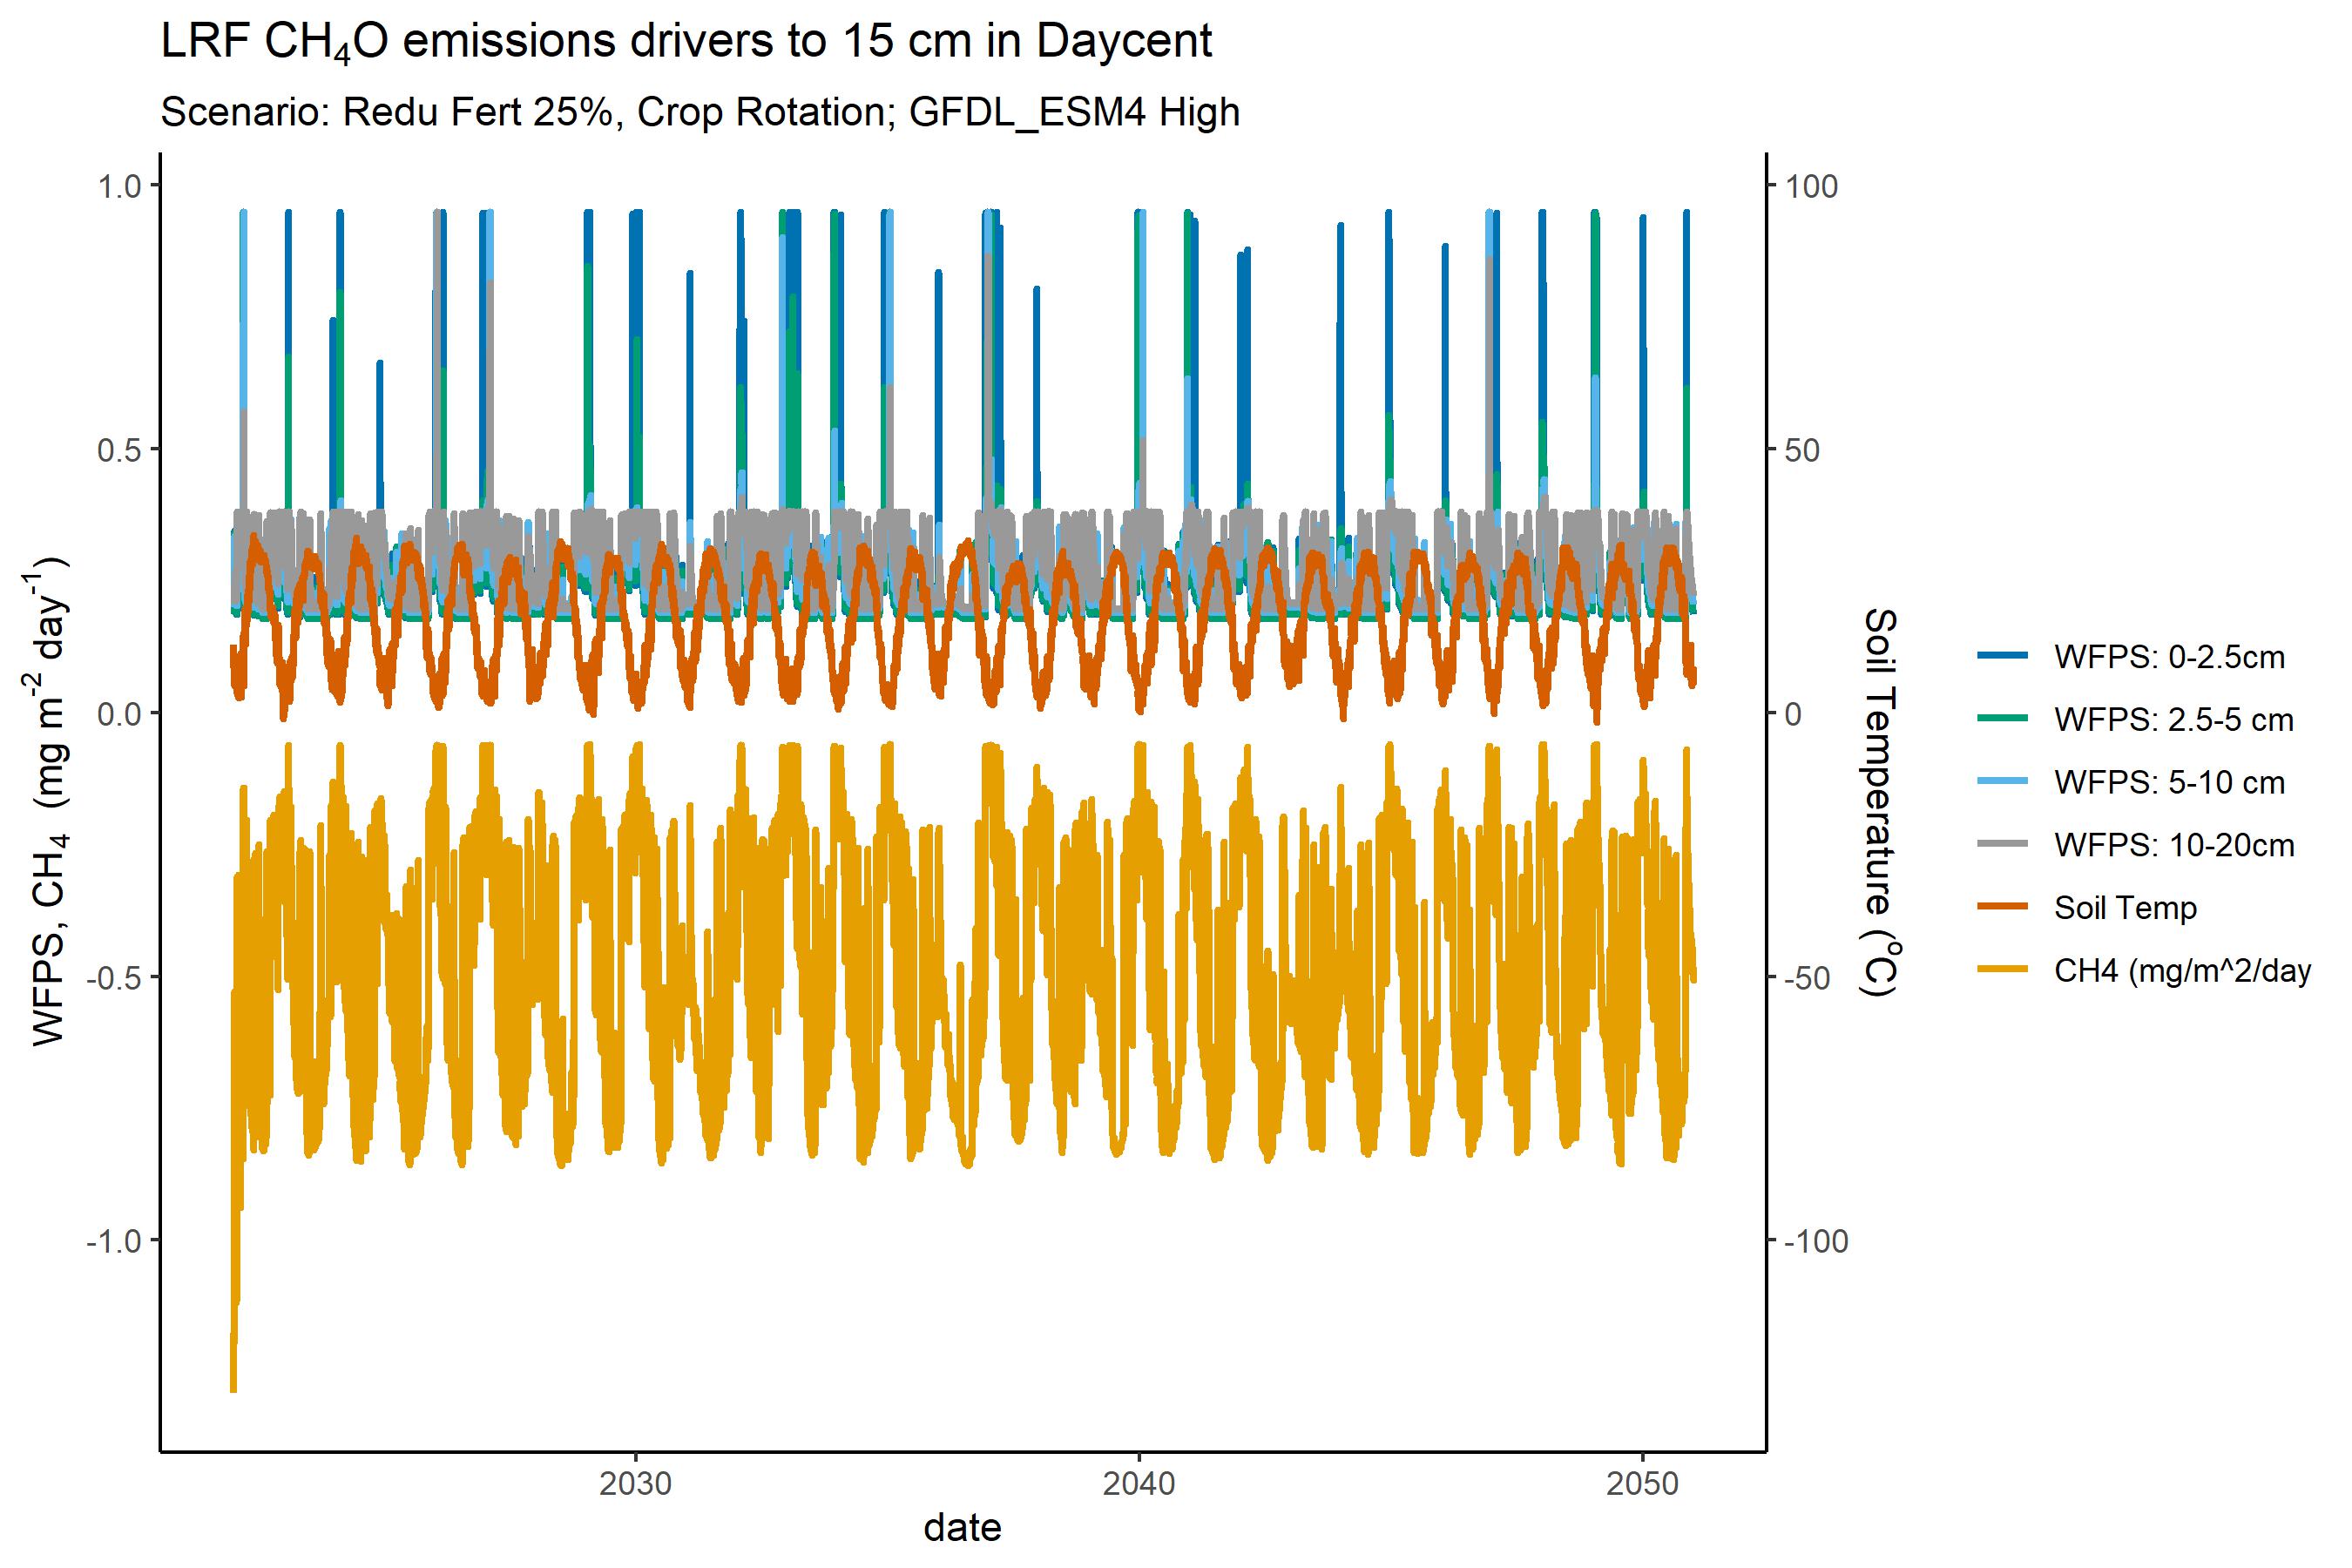 LRF CH₄O emissions drivers to 15 cm in Daycent
Scenario: Redu Fert 25%, Crop Rotation; GFDL_ESM4 High
WFPS, CH₄ (mg m⁻² day⁻¹)
1.0
0.5
0.0
-0.5
-1.0
2030
2040
2050
date
100
50
0
-50
-100
Soil Temperature (⁰C)
WFPS: 0-2.5cm
WFPS: 2.5-5 cm
WFPS: 5-10 cm
WFPS: 10-20cm
Soil Temp
CH4 (mg/m^2/day